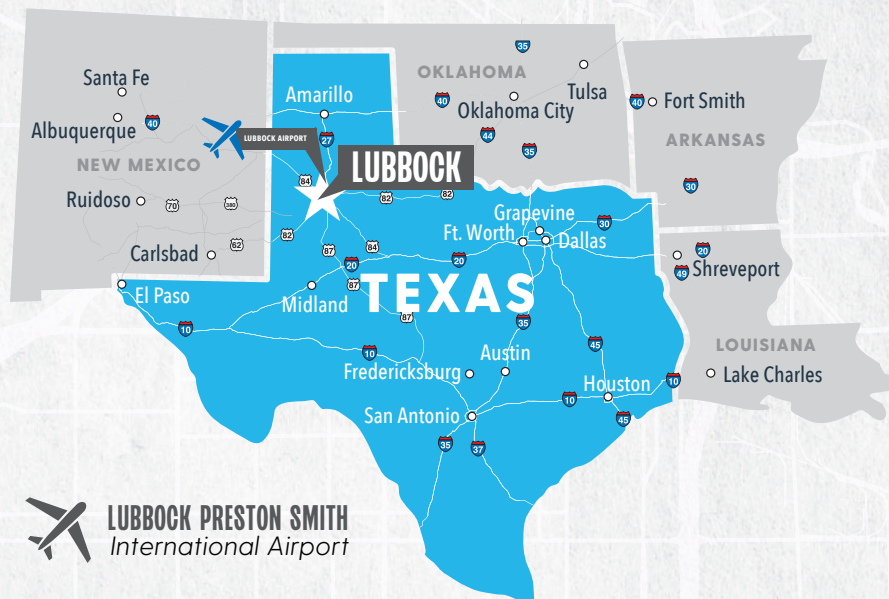 35
OKLAHOMA
Santa Fe
Tulsa
Amarillo
40
Oklahoma City
40
Fort Smith
Albuquerque
40
44
ARKANSAS
LUBBOCK AIRPORT
27
35
NEW MEXICO
LUBBOCK
84
30
Ruidoso
70
380
82
82
Grapevine
30
82
Ft. Worth
Dallas
Carlsbad
62
87
84
20
20
20
49
Shreveport
El Paso
Midland
87
TEXAS
10
87
35
45
LOUISIANA
10
Austin
Fredericksburg
10
Lake Charles
Houston
10
San Antonio
45
35
37
LUBBOCK PRESTON SMITH
International Airport